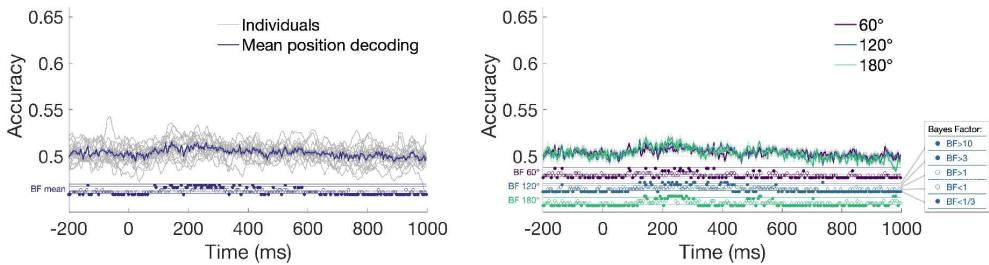 0.65
0.6
0.55
0.5
Accuracy
Individuals
Mean position decoding
BF mean
-200 0 200 400 600 800 1000
Time (ms)
0.65
0.6
0.55
0.5
Accuracy
60°
120°
180°
BF 60°
BF 120°
BF 180°
-200 0 200 400 600 800 1000
Time (ms)
Bayes Factor:
BF>10
BF>3
BF>1
BF<1
BF<1/3